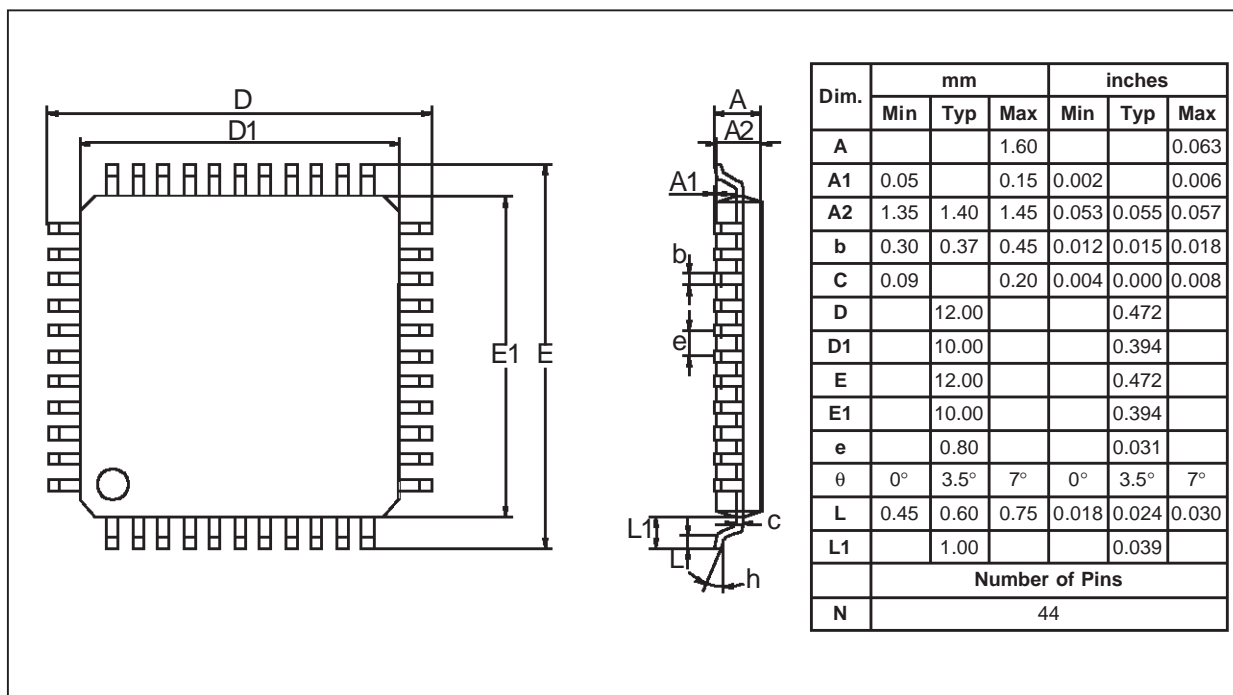 D
D1
E1
E
A
A2
A1
b
e
L1
L
c
h
Dim. mm inches
Min Typ Max Min Typ Max
A 1.60 0.063
A1 0.05 0.15 0.002 0.006
A2 1.35 1.40 1.45 0.053 0.055 0.057
b 0.30 0.37 0.45 0.012 0.015 0.018
C 0.09 0.20 0.004 0.000 0.008
D 12.00 0.472
D1 10.00 0.394
E 12.00 0.472
E1 10.00 0.394
e 0.80 0.031
θ 0° 3.5° 7° 0° 3.5° 7°
L 0.45 0.60 0.75 0.018 0.024 0.030
L1 1.00 0.039
Number of Pins
N 44